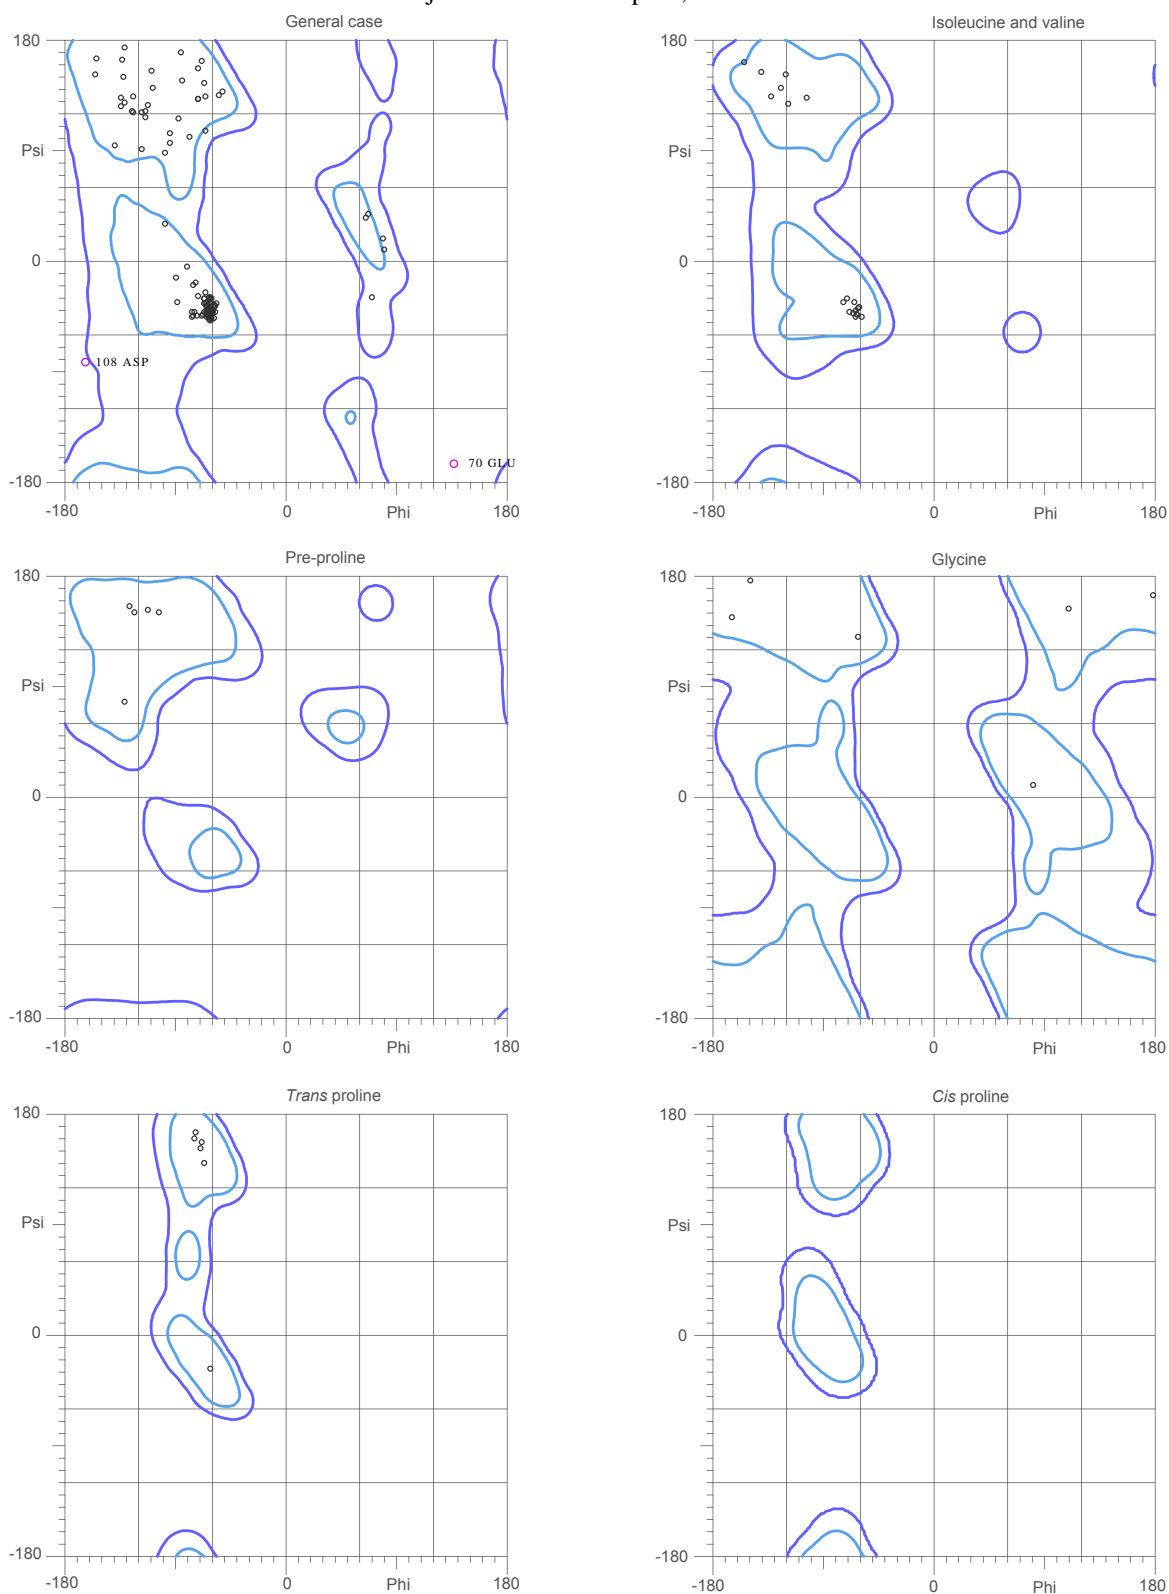 General case
Isoleucine and valine
180
Psi
0
108 ASP
70 GLU
-180
-180
0
Phi
180
180
Psi
0
-180
-180
0
Phi
180
Pre-proline
Glycine
180
Psi
0
-180
-180
0
Phi
180
180
Psi
0
-180
-180
0
Phi
180
Trans proline
Cis proline
180
Psi
0
-180
-180
0
Phi
180
180
Psi
0
-180
-180
0
Phi
180